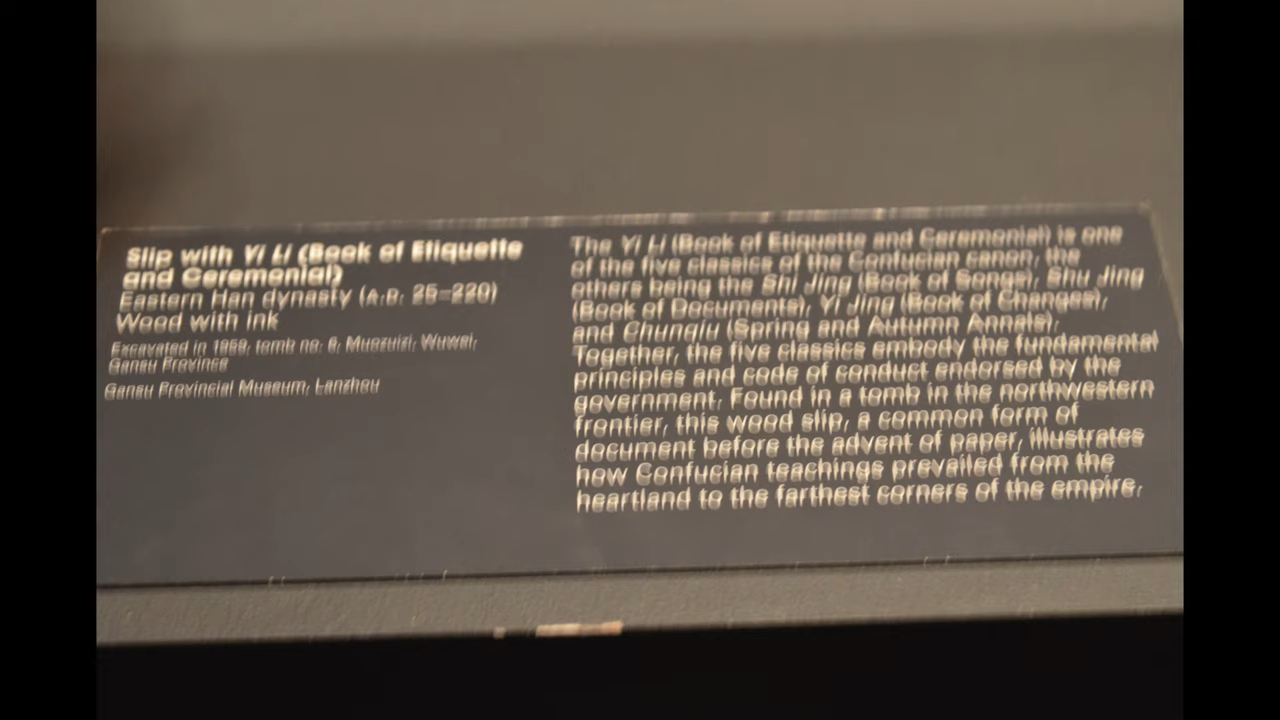 Slip with Yi Li (Book of Etiquette
and Ceremonial)
Eastern Han dynasty (A.D. 25–220)
Wood with ink
Excavated in 1959, tomb no. 6, Muozuizi, Wuwei,
Gansu Province
Gansu Provincial Museum, Lanzhou
The Yi Li (Book of Etiquette and Ceremonial) is one
of the five classics of the Confucian canon, the
others being the Shi Jing (Book of Songs), Shu Jing
(Book of Documents), Yi Jing (Book of Changes),
and Chunqiu (Spring and Autumn Annals).
Together, the five classics embody the fundamental
principles and code of conduct endorsed by the
government. Found in a tomb in the northwestern
frontier, this wood slip, a common form of
document before the advent of paper, illustrates
how Confucian teachings prevailed from the
heartland to the farthest corners of the empire.